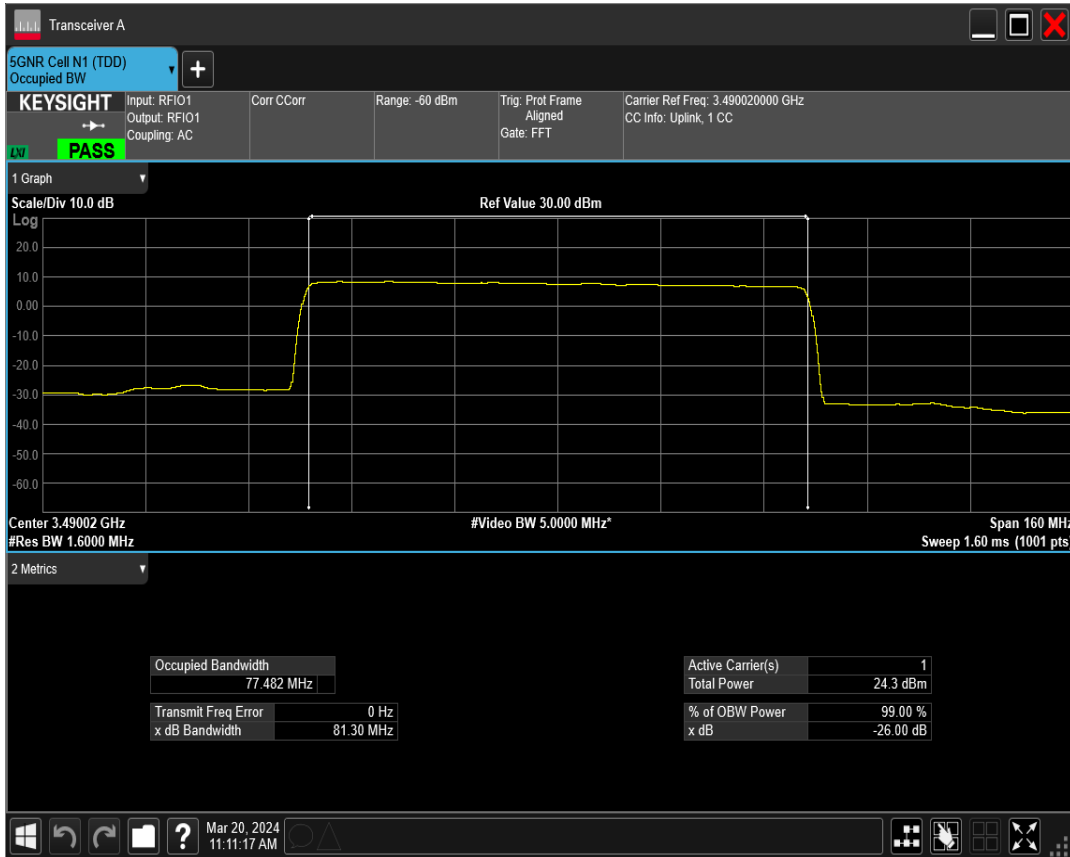 Transceiver A
5GNR Cell N1 (TDD)
Occupied BW
+
KEYSIGHT
LXI PASS
Input: RFIO1
Output: RFIO1
Coupling: AC
Corr CCorr
Range: -60 dBm
Trig: Prot Frame
Aligned
Gate: FFT
Carrier Ref Freq: 3.490020000 GHz
CC Info: Uplink, 1 CC
1 Graph
Scale/Div 10.0 dB Ref Value 30.00 dBm
Log
20.0
10.0
0.00
-10.0
-20.0
-30.0
-40.0
-50.0
-60.0
Center 3.49002 GHz #Video BW 5.0000 MHz* Span 160 MHz
#Res BW 1.6000 MHz Sweep 1.60 ms (1001 pts)
2 Metrics
Occupied Bandwidth
77.482 MHz
Transmit Freq Error 0 Hz
x dB Bandwidth 81.30 MHz
Active Carrier(s) 1
Total Power 24.3 dBm
% of OBW Power 99.00 %
x dB -26.00 dB
?
Mar 20, 2024
11:11:17 AM